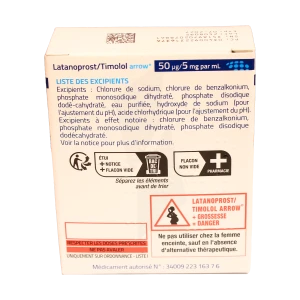 Latanoprost/Timolol arrow® 50 µg/5 mg par mL
LISTE DES EXCIPIENTS
Excipients : Chlorure de sodium, chlorure de benzalkonium,
phosphate monosodique dihydraté, phosphate disodique
dodécahydraté, eau purifiée, hydroxyde de sodium (pour
l'ajustement du pH), acide chlorhydrique (pour l'ajustement du pH).
Excipients à effet notoire : chlorure de benzalkonium,
phosphate monosodique dihydraté, phosphate disodique
dodécahydraté.
Voir la notice pour plus d'information.
ÉTUI
+ NOTICE
+ FLACON VIDE
BAC
DE TRI
FLACON
NON VIDE
PHARMACIE
Séparez les éléments
avant de trier
LATANOPROST/
TIMOLOL ARROW
+ GROSSESSE
= DANGER
Ne pas utiliser chez la femme
enceinte, sauf en l'absence
d'alternative thérapeutique.
RESPECTER LES DOSES PRESCRITES
NE PAS AVALER
UNIQUEMENT SUR ORDONNANCE - LISTE I
Médicament autorisé N° : 34009 223 163 7 6